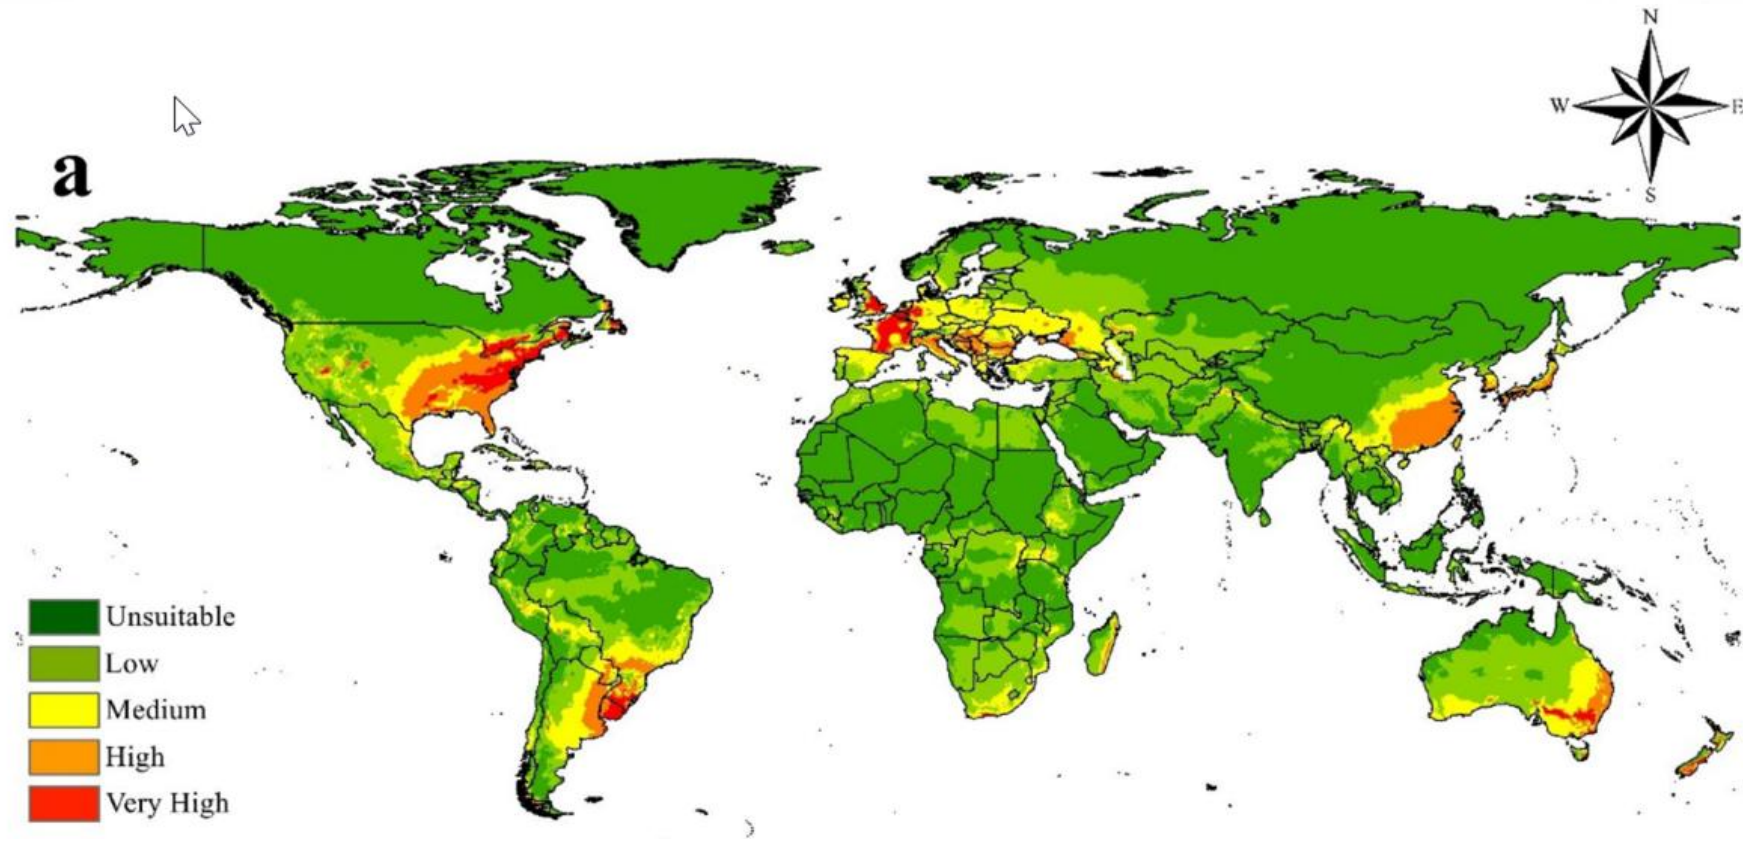 N
W
E
S
a
Unsuitable
Low
Medium
High
Very High